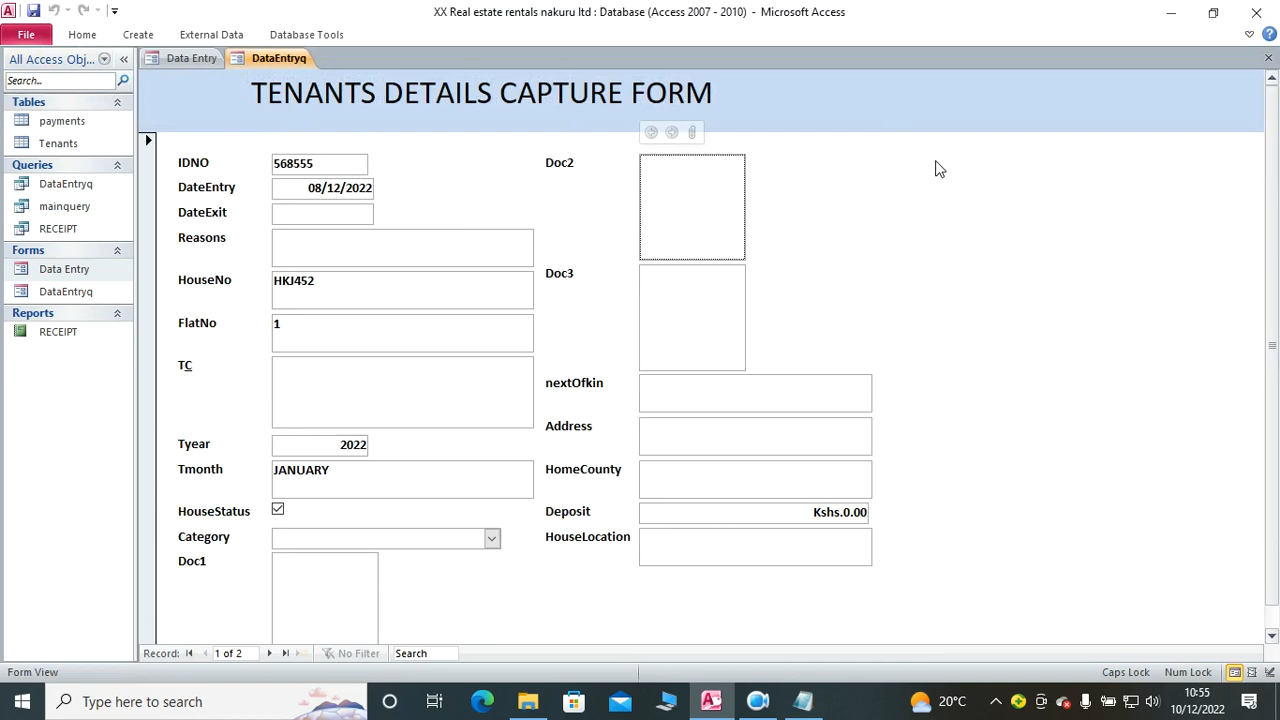 XX Real estate rentals nakuru ltd : Database (Access 2007 - 2010) - Microsoft Access
File Home Create External Data Database Tools
All Access Obj... « Data Entry DataEntryq
Search...
Tables
payments
Tenants
Queries
DataEntryq
mainquery
RECEIPT
Forms
Data Entry
DataEntryq
Reports
RECEIPT
TENANTS DETAILS CAPTURE FORM
IDNO 568555
DateEntry 08/12/2022
DateExit
Reasons
HouseNo HKJ452
FlatNo 1
TC
Tyear 2022
Tmonth JANUARY
HouseStatus
Category
Doc1
Doc2
Doc3
nextOfkin
Address
HomeCounty
Deposit Kshs.0.00
HouseLocation
Record: 1 of 2 No Filter Search
Form View Caps Lock Num Lock
Type here to search 20°C 10:55
10/12/2022